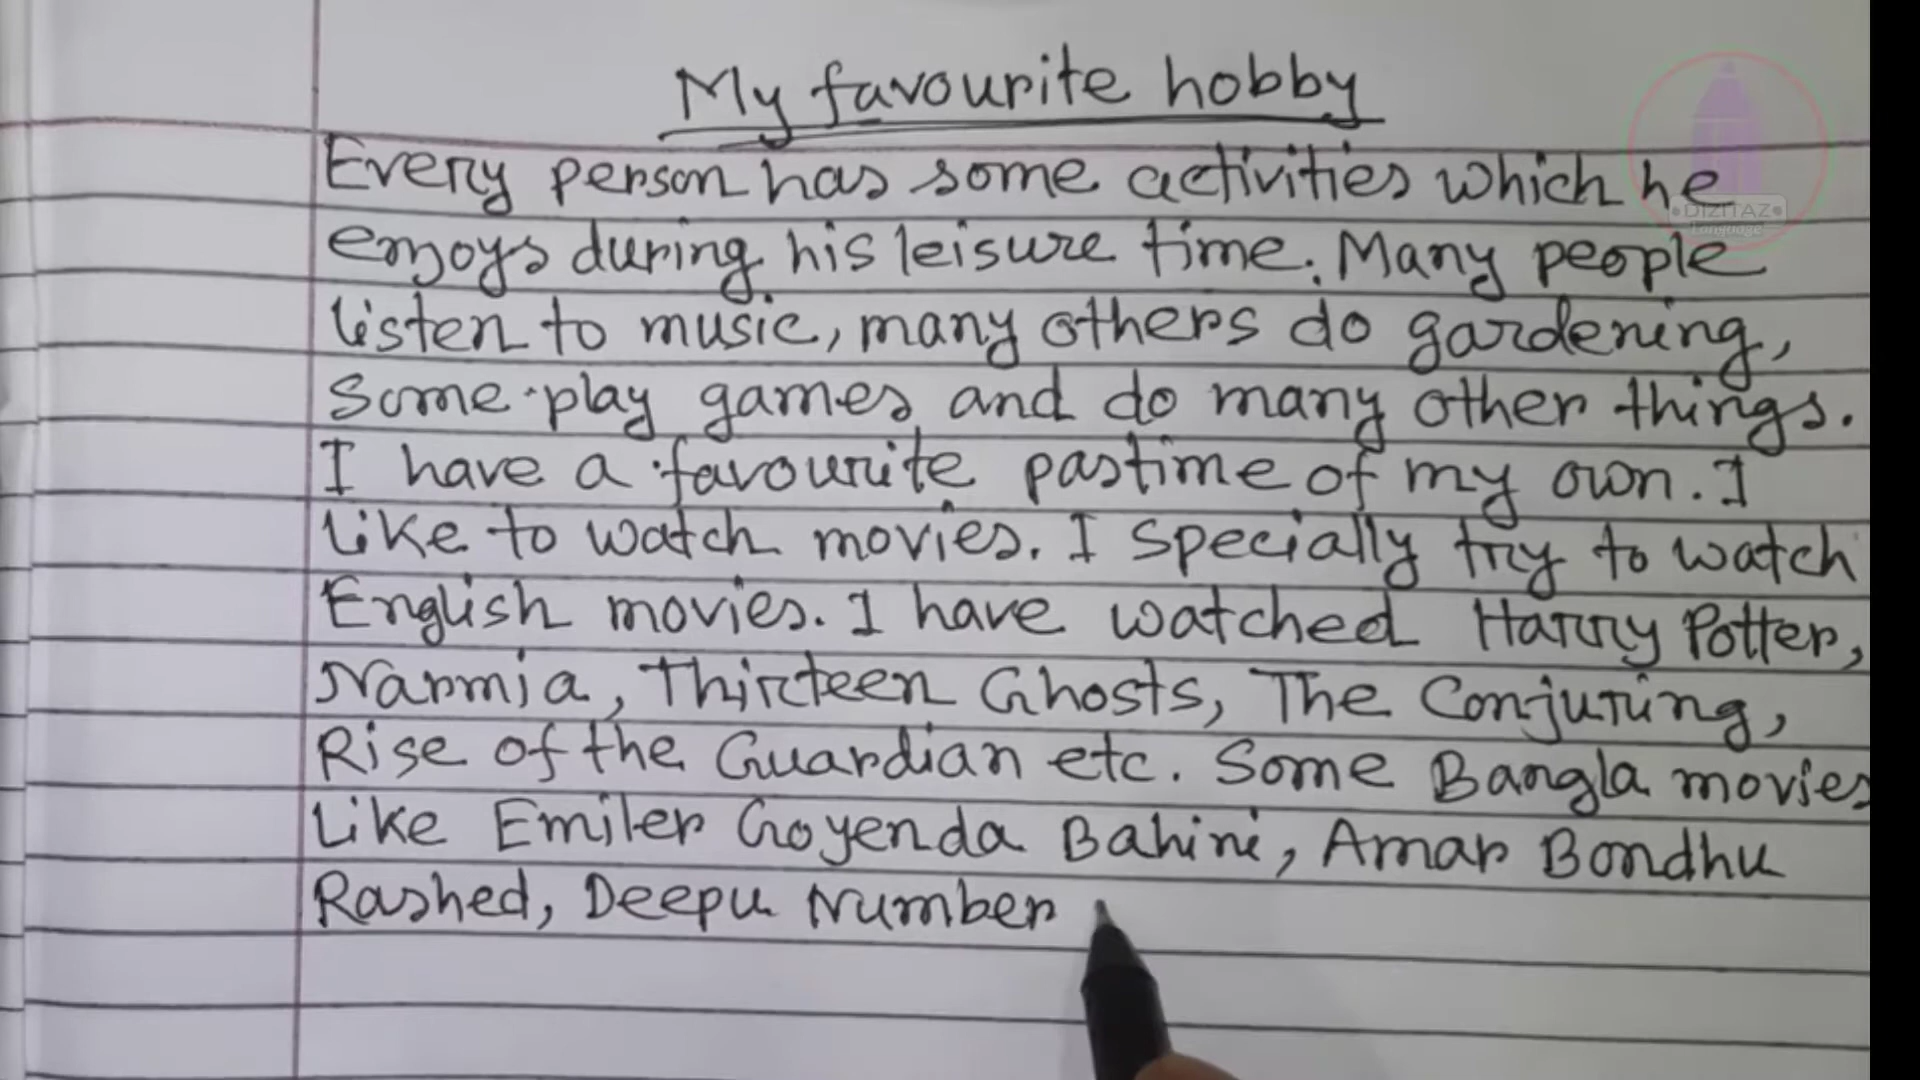 My favourite hobby
Every person has some activities which he
enjoys during his leisure time. Many people
listen to music, many others do gardening,
Some play games and do many other things.
I have a favourite pastime of my own. I
like to watch movies. I specially try to watch
English movies. I have watched Harry Potter,
Narnia, Thirteen Ghosts, The Conjuring,
Rise of the Guardian etc. Some Bangla movies
like Emiler Goyenda Bahini, Amar Bondhu
Rashed, Deepu Number
DIZITAZ
Language